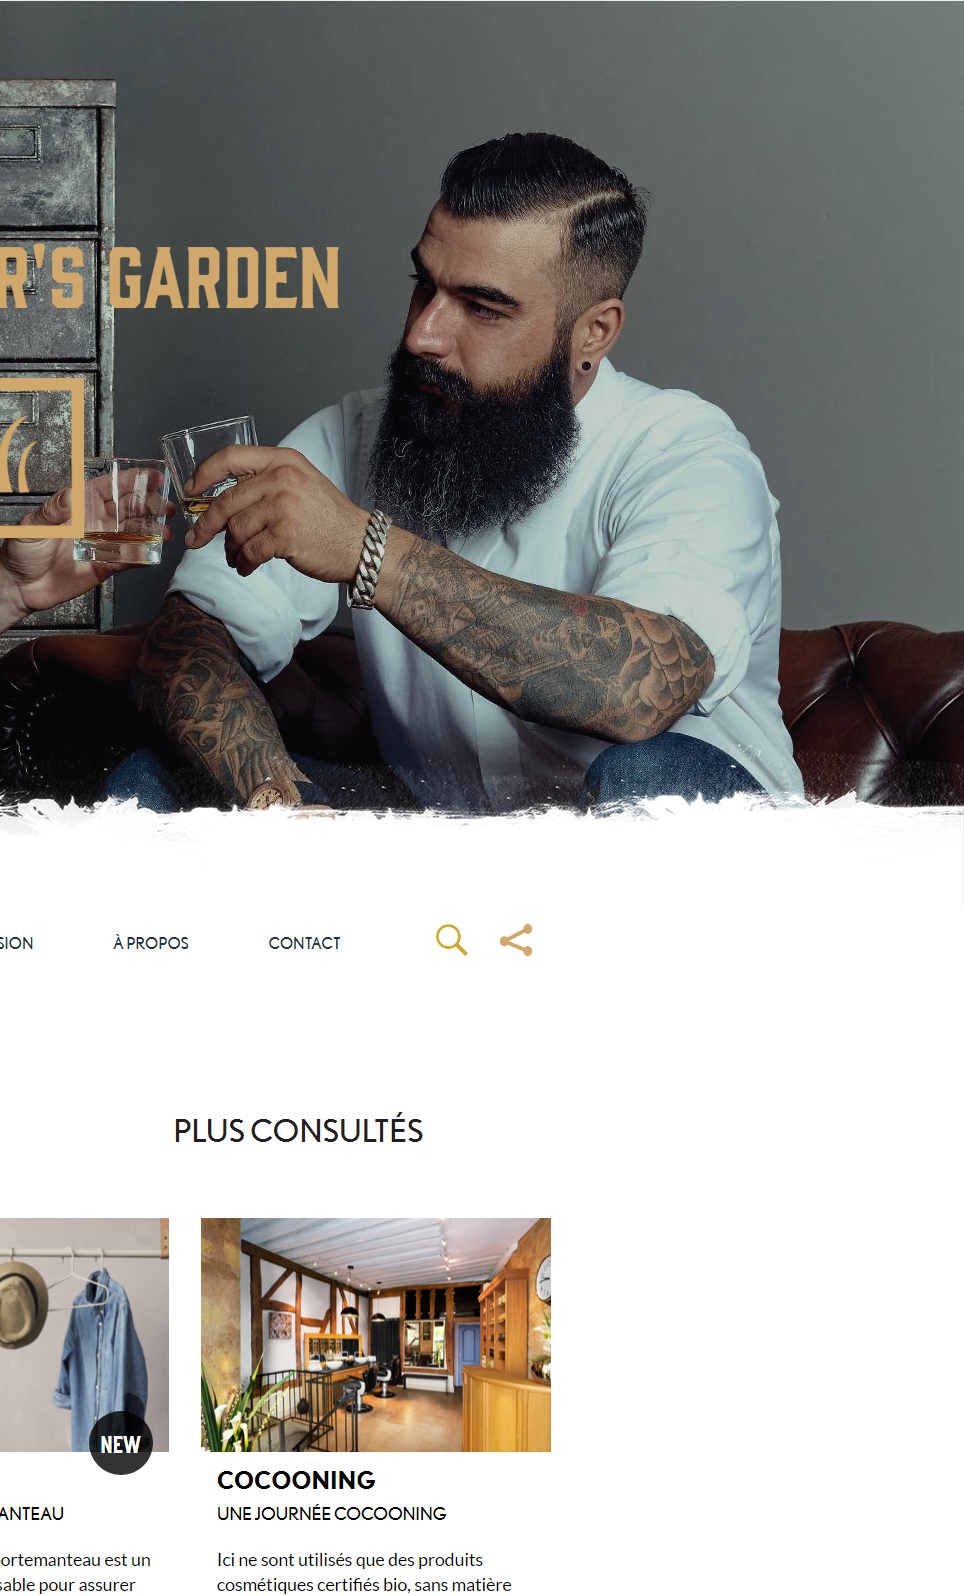 R'S GARDEN
SION
À PROPOS
CONTACT
PLUS CONSULTÉS
NEW
ANTEAU
ortemanteau est un
sable pour assurer
COCOONING
UNE JOURNÉE COCOONING
Ici ne sont utilisés que des produits
cosmétiques certifiés bio, sans matière